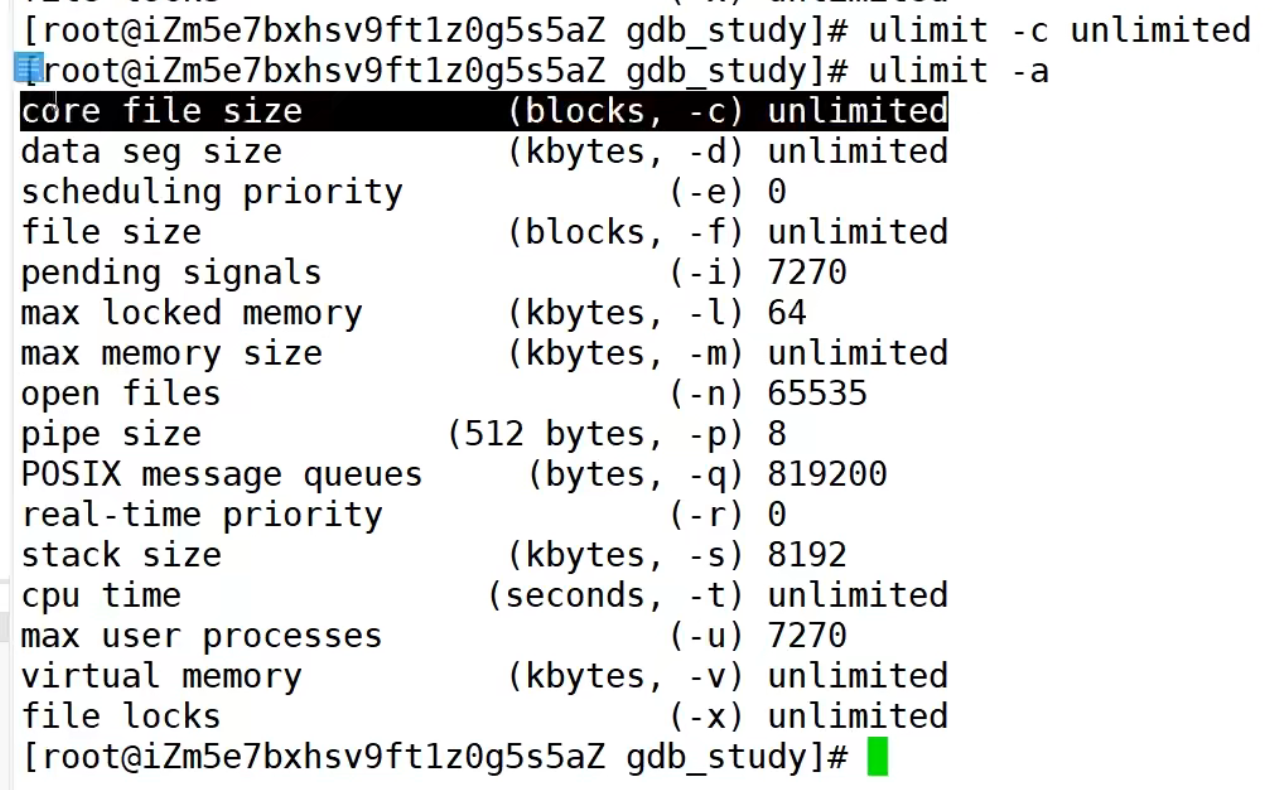 [root@iZm5e7bxhsv9ft1z0g5s5aZ gdb_study]# ulimit -c unlimited
[root@iZm5e7bxhsv9ft1z0g5s5aZ gdb_study]# ulimit -a
core file size          (blocks, -c) unlimited
data seg size           (kbytes, -d) unlimited
scheduling priority             (-e) 0
file size               (blocks, -f) unlimited
pending signals                 (-i) 7270
max locked memory       (kbytes, -l) 64
max memory size         (kbytes, -m) unlimited
open files                      (-n) 65535
pipe size            (512 bytes, -p) 8
POSIX message queues     (bytes, -q) 819200
real-time priority              (-r) 0
stack size              (kbytes, -s) 8192
cpu time               (seconds, -t) unlimited
max user processes              (-u) 7270
virtual memory          (kbytes, -v) unlimited
file locks                      (-x) unlimited
[root@iZm5e7bxhsv9ft1z0g5s5aZ gdb_study]#